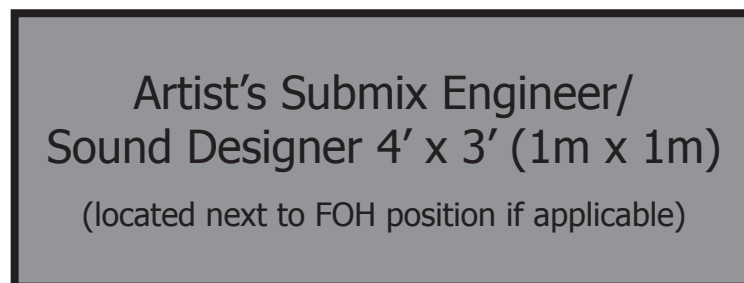 Artist’s Submix Engineer/
Sound Designer 4’ x 3’ (1m x 1m)
(located next to FOH position if applicable)